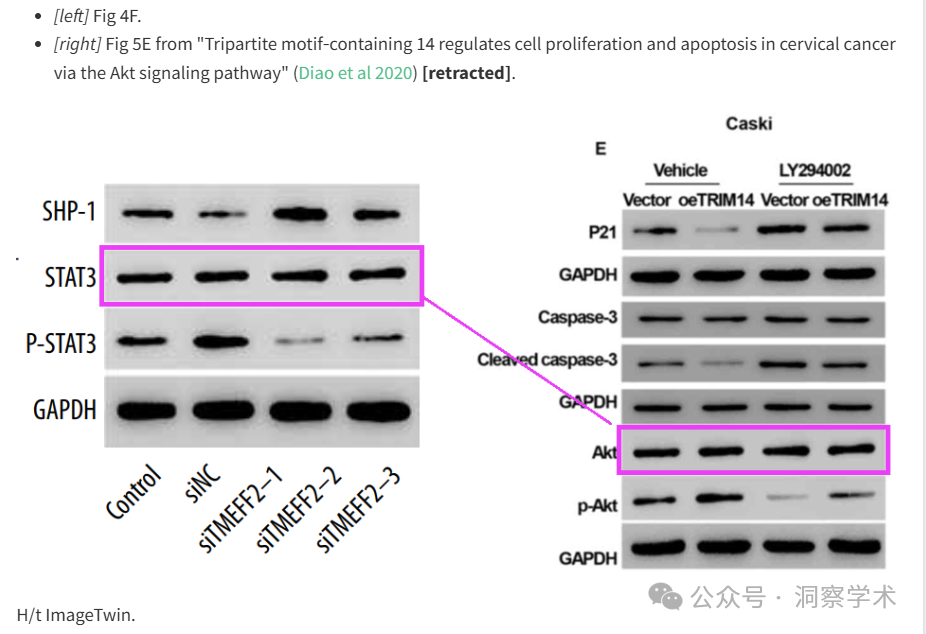 • [left] Fig 4F.
• [right] Fig 5E from "Tripartite motif-containing 14 regulates cell proliferation and apoptosis in cervical cancer
via the Akt signaling pathway" (Diao et al 2020) [retracted].
SHP-1
STAT3
P-STAT3
GAPDH
Control
siNC
siTMEFF2-1
siTMEFF2-2
siTMEFF2-3
Caski
E
Vehicle LY294002
Vector oeTRIM14 Vector oeTRIM14
P21
GAPDH
Caspase-3
Cleaved caspase-3
GAPDH
Akt
p-Akt
GAPDH
公众号 · 洞察学术
H/t ImageTwin.